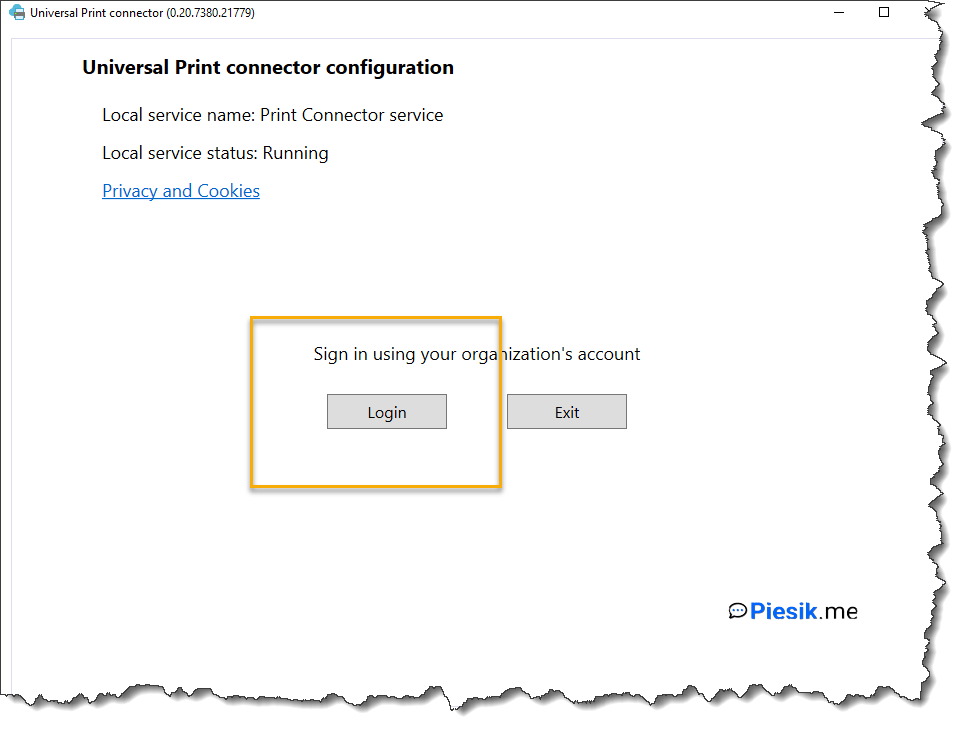 Universal Print connector (0.20.7380.21779)
Universal Print connector configuration
Local service name: Print Connector service
Local service status: Running
Privacy and Cookies
Sign in using your organization's account
Login Exit
Piesik.me